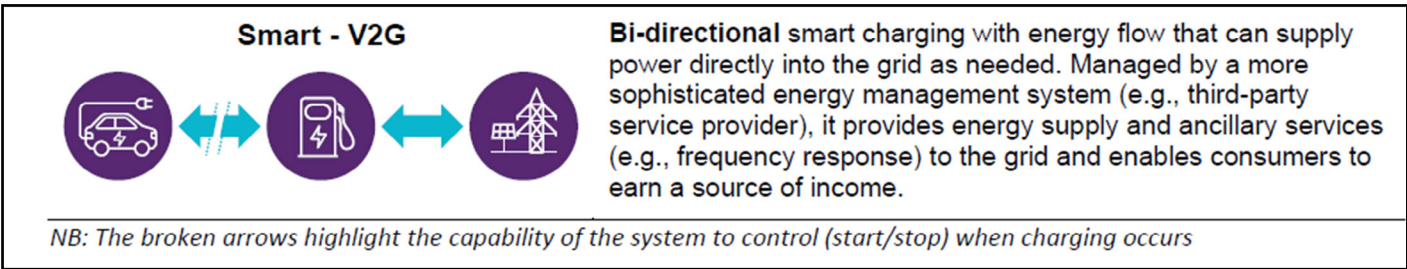 Smart - V2G
Bi-directional smart charging with energy flow that can supply
power directly into the grid as needed. Managed by a more
sophisticated energy management system (e.g., third-party
service provider), it provides energy supply and ancillary services
(e.g., frequency response) to the grid and enables consumers to
earn a source of income.
NB: The broken arrows highlight the capability of the system to control (start/stop) when charging occurs